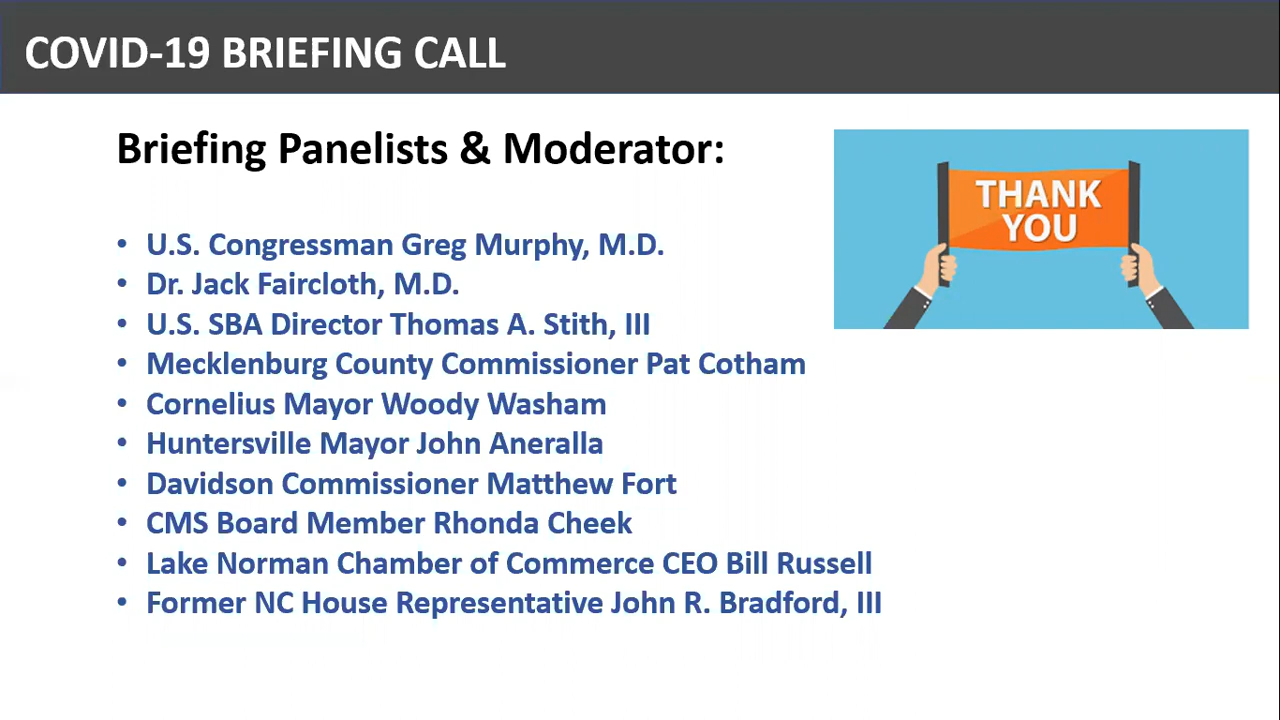 COVID-19 BRIEFING CALL
Briefing Panelists & Moderator:
THANK
YOU
• U.S. Congressman Greg Murphy, M.D.
• Dr. Jack Faircloth, M.D.
• U.S. SBA Director Thomas A. Stith, III
• Mecklenburg County Commissioner Pat Cotham
• Cornelius Mayor Woody Washam
• Huntersville Mayor John Aneralla
• Davidson Commissioner Matthew Fort
• CMS Board Member Rhonda Cheek
• Lake Norman Chamber of Commerce CEO Bill Russell
• Former NC House Representative John R. Bradford, III